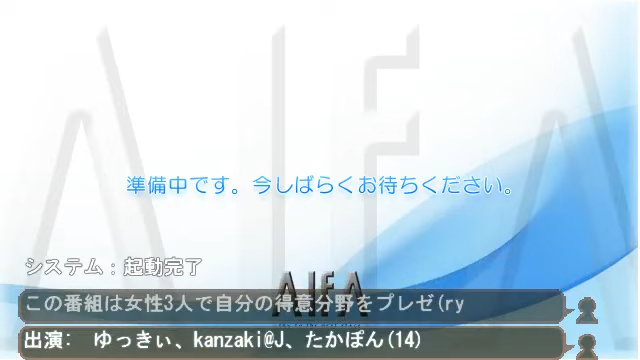 AIFA
準備中です。今しばらくお待ちください。
システム：起動完了
AIFA
この番組は女性3人で自分の得意分野をプレゼ(ry
出演:　ゆっきぃ、kanzaki@J、たかぽん(14)